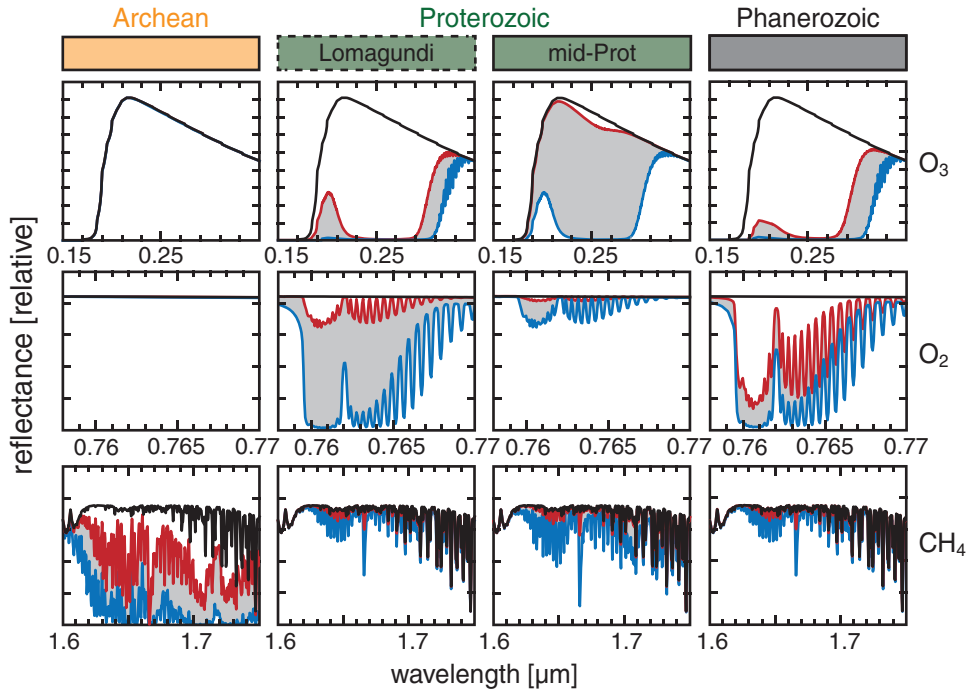 Archean Proterozoic Phanerozoic
Lomagundi mid-Prot
O3
0.15 0.25 0.15 0.25 0.15 0.25 0.15 0.25
reflectance [relative]
O2
0.76 0.765 0.77 0.76 0.765 0.77 0.76 0.765 0.77 0.76 0.765 0.77
CH4
1.6 1.7 1.6 1.7 1.6 1.7 1.6 1.7
wavelength [µm]